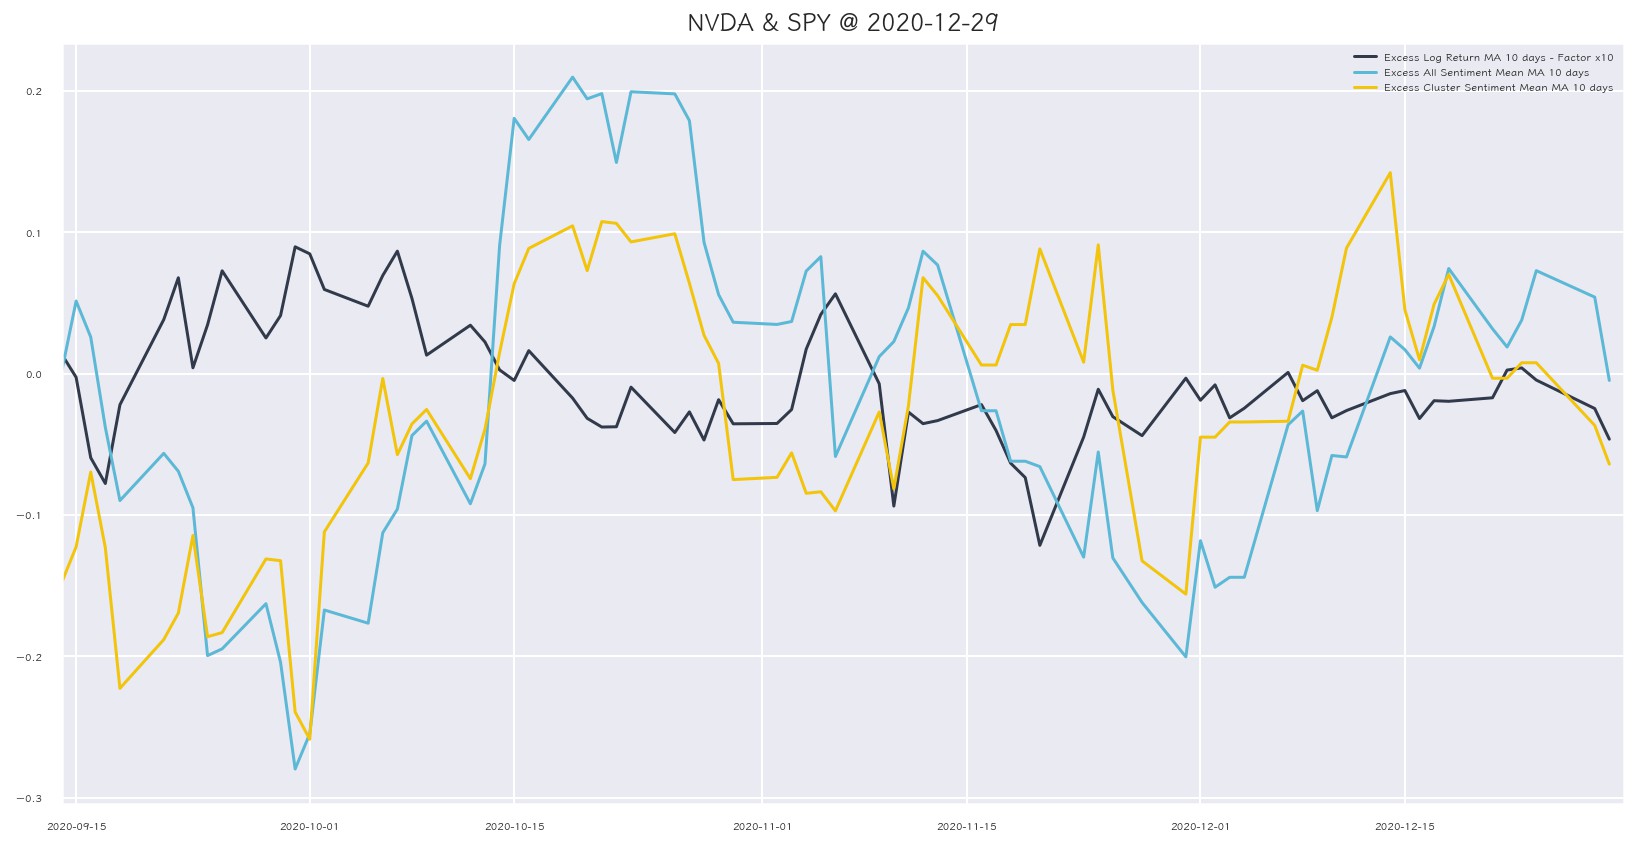 NVDA & SPY @ 2020-12-29
Excess Log Return MA 10 days - Factor x10
Excess All Sentiment Mean MA 10 days
Excess Cluster Sentiment Mean MA 10 days
0.2
0.1
0.0
−0.1
−0.2
−0.3
2020-09-15 2020-10-01 2020-10-15 2020-11-01 2020-11-15 2020-12-01 2020-12-15